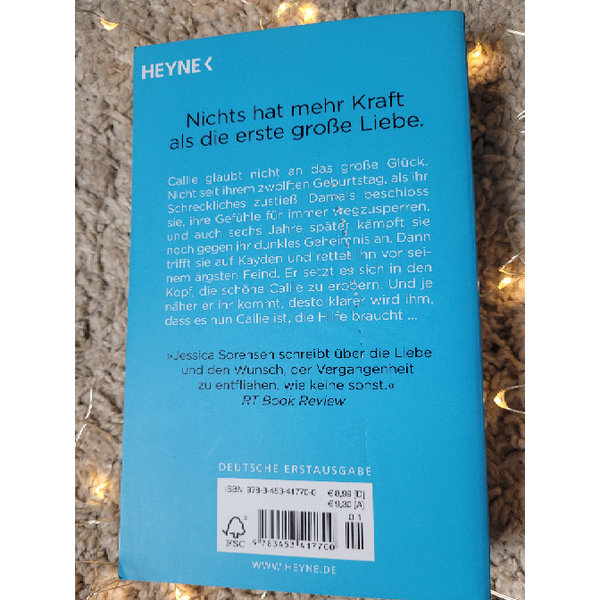 HEYNE
Nichts hat mehr Kraft
als die erste große Liebe.
Callie glaubt nicht an das große Glück.
Nicht seit ihrem zwölften Geburtstag, als ihr
Schreckliches zustieß. Damals beschloss
sie, ihre Gefühle für immer wegzusperren,
und auch sechs Jahre später kämpft sie
noch gegen ihr dunkles Geheimnis an. Dann
trifft sie auf Kayden und rettet ihn vor sei-
nem ärgsten Feind. Er setzt es sich in den
Kopf, die schöne Callie zu erobern. Und je
näher er ihr kommt, desto klarer wird ihm,
dass es nun Callie ist, die Hilfe braucht ...
»Jessica Sorensen schreibt über die Liebe
und den Wunsch, der Vergangenheit
zu entfliehen, wie keine sonst.«
RT Book Review
DEUTSCHE ERSTAUSGABE
ISBN 978-3-453-41770-0
€ 8,99 [D]
€ 9,30 [A]
01
FSC
9 783453 417700
WWW.HEYNE.DE